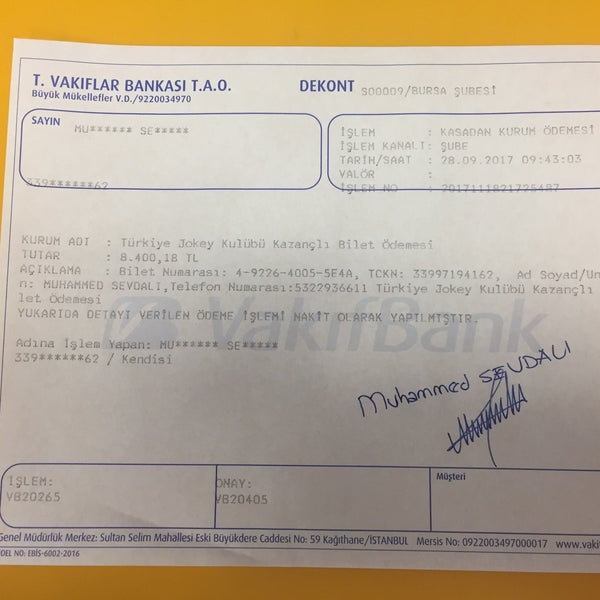 T. VAKIFLAR BANKASI T.A.O.
Büyük Mükellefler V.D./9220034970
DEKONT S00009/BURSA ŞUBESİ
SAYIN
MU****** SE*****
339******62
İŞLEM : KASADAN KURUM ÖDEMESİ
İŞLEM KANALI: ŞUBE
TARİH/SAAT : 28.09.2017 09:43:03
VALÖR :
İŞLEM NO : 2017111821725487
KURUM ADI : Türkiye Jokey Kulübü Kazançlı Bilet Ödemesi
TUTAR : 8.400,18 TL
AÇIKLAMA : Bilet Numarası: 4-9226-4005-5E4A, TCKN: 33997194162, Ad Soyad/Un
n: MUHAMMED SEVDALI,Telefon Numarası:5322936611 Türkiye Jokey Kulübü Kazançlı
let Ödemesi
YUKARIDA DETAYI VERİLEN ÖDEME İŞLEMİ NAKİT OLARAK YAPILMIŞTIR.
VakıfBank
Adına İşlem Yapan: MU****** SE*****
339******62 / Kendisi
Muhammed SEVDALI
İŞLEM:
VB20265
ONAY:
VB20405
Müşteri
Genel Müdürlük Merkez: Sultan Selim Mahallesi Eski Büyükdere Caddesi No: 59 Kağıthane/İSTANBUL Mersis No: 0922003497000017 www.vakıf
ODEL NO: EBİS-6002-2016